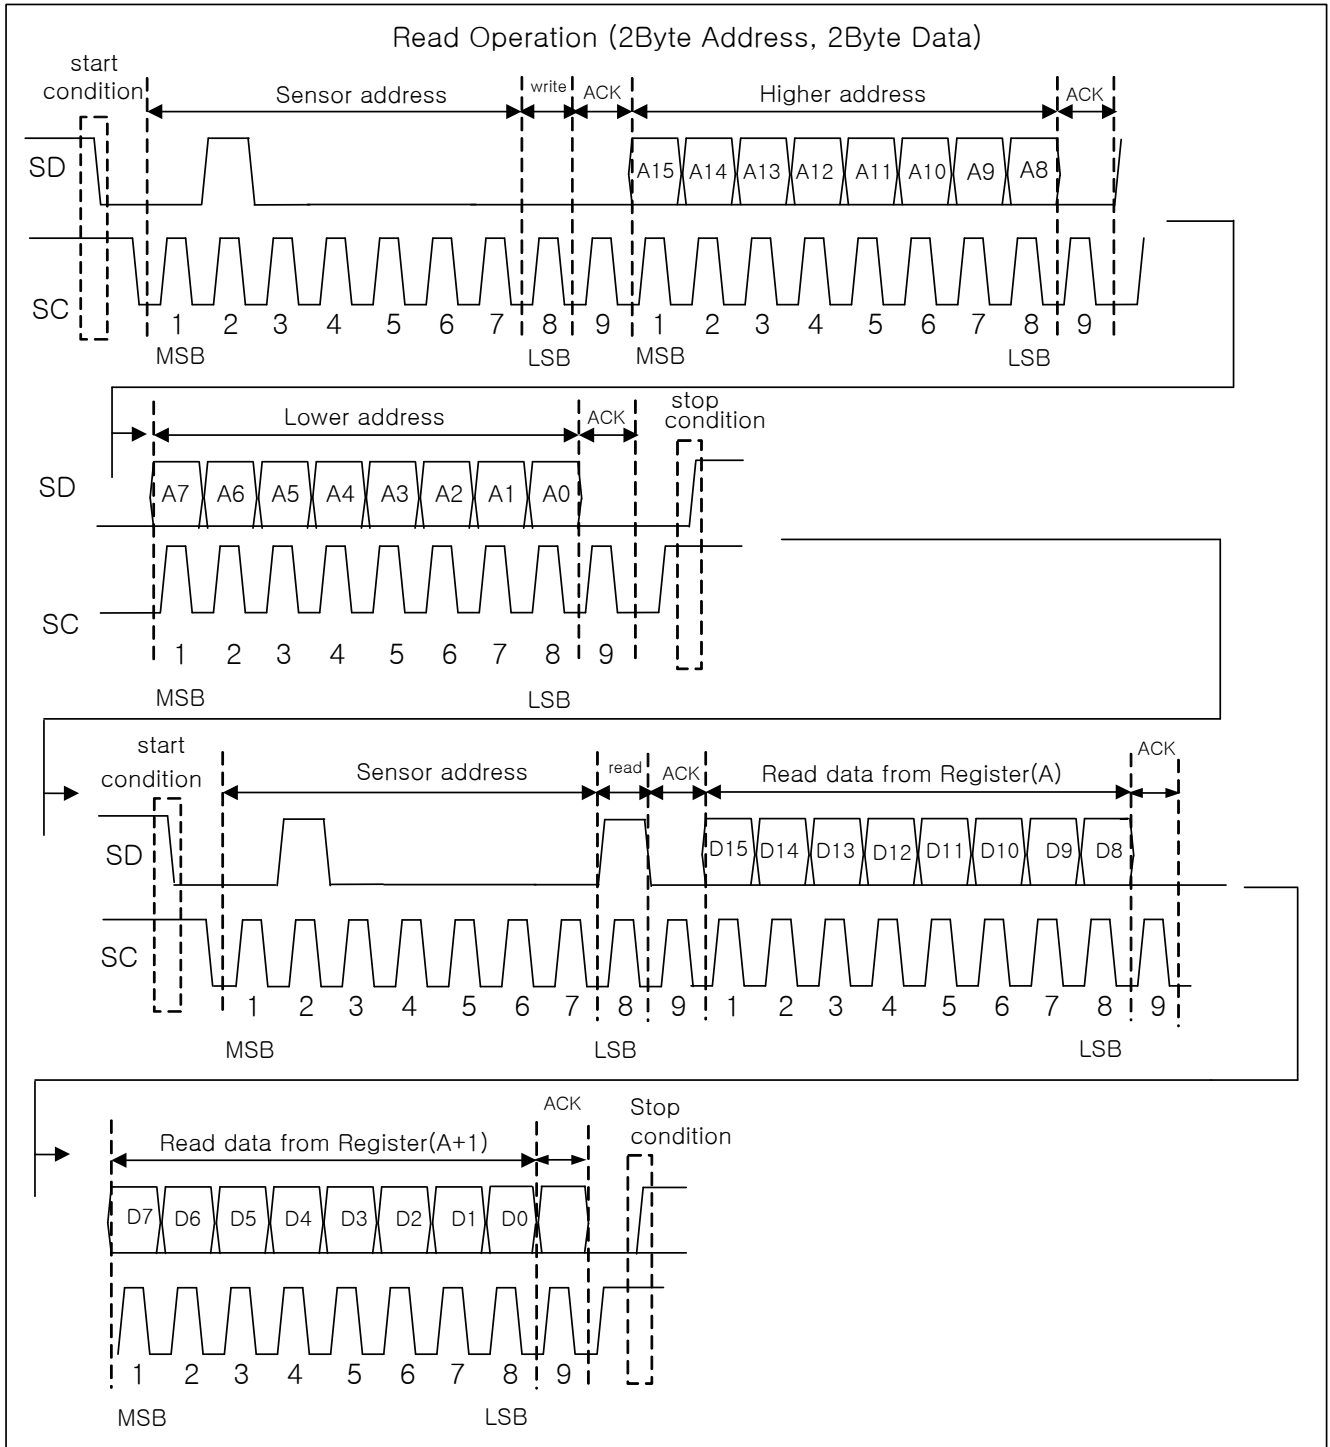 Read Operation (2Byte Address, 2Byte Data)
start
condition
Sensor address
write
ACK
Higher address
ACK
SD
A15 A14 A13 A12 A11 A10 A9 A8
SC
1 2 3 4 5 6 7 8 9 1 2 3 4 5 6 7 8 9
MSB LSB MSB LSB
Lower address
ACK
stop
condition
SD
A7 A6 A5 A4 A3 A2 A1 A0
SC
1 2 3 4 5 6 7 8 9
MSB LSB
start
condition
Sensor address
read
ACK
Read data from Register(A)
ACK
SD
D15 D14 D13 D12 D11 D10 D9 D8
SC
1 2 3 4 5 6 7 8 9 1 2 3 4 5 6 7 8 9
MSB LSB LSB
Read data from Register(A+1)
ACK
Stop
condition
D7 D6 D5 D4 D3 D2 D1 D0
1 2 3 4 5 6 7 8 9
MSB LSB